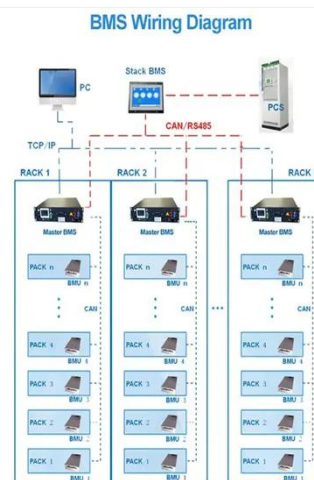 BMS Wiring Diagram
Stack BMS
PC
PCS
CAN/RS485
TCP/IP
RACK 1
RACK 2
RACK
Master BMS
Master BMS
Master BMS
PACK n
BMU n
PACK n
BMU n
PACK n
BMU n
CAN
CAN
CAN
PACK 4
BMU 4
PACK 4
BMU 4
PACK 4
BMU 4
PACK 3
BMU 3
PACK 3
BMU 3
PACK 3
BMU 3
PACK 2
BMU 2
PACK 2
BMU 2
PACK 2
BMU 2
PACK 1
BMU 1
PACK 1
BMU 1
PACK 1
BMU 1